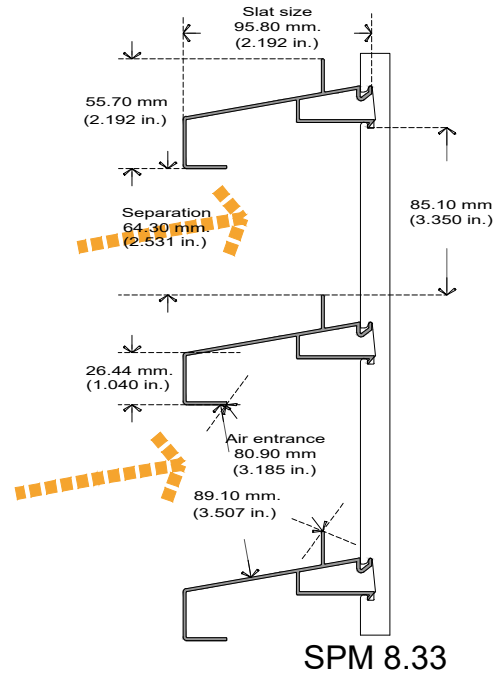 Slat size
95.80 mm.
(2.192 in.)
55.70 mm
(2.192 in.)
85.10 mm
(3.350 in.)
Separation
64.30 mm.
(2.531 in.)
26.44 mm.
(1.040 in.)
Air entrance
80.90 mm
(3.185 in.)
89.10 mm.
(3.507 in.)
SPM 8.33